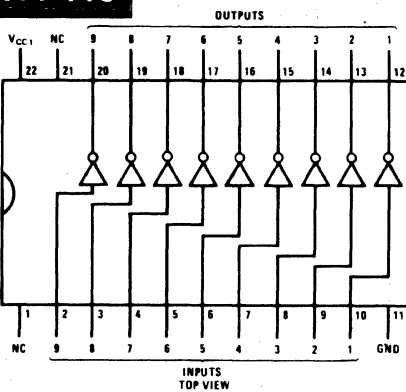 OUTPUTS
VCC1 NC 9 8 7 6 5 4 3 2 1
22 21 20 19 18 17 16 15 14 13 12
1 2 3 4 5 6 7 8 9 10 11
NC 9 8 7 6 5 4 3 2 1 GND
INPUTS
TOP VIEW